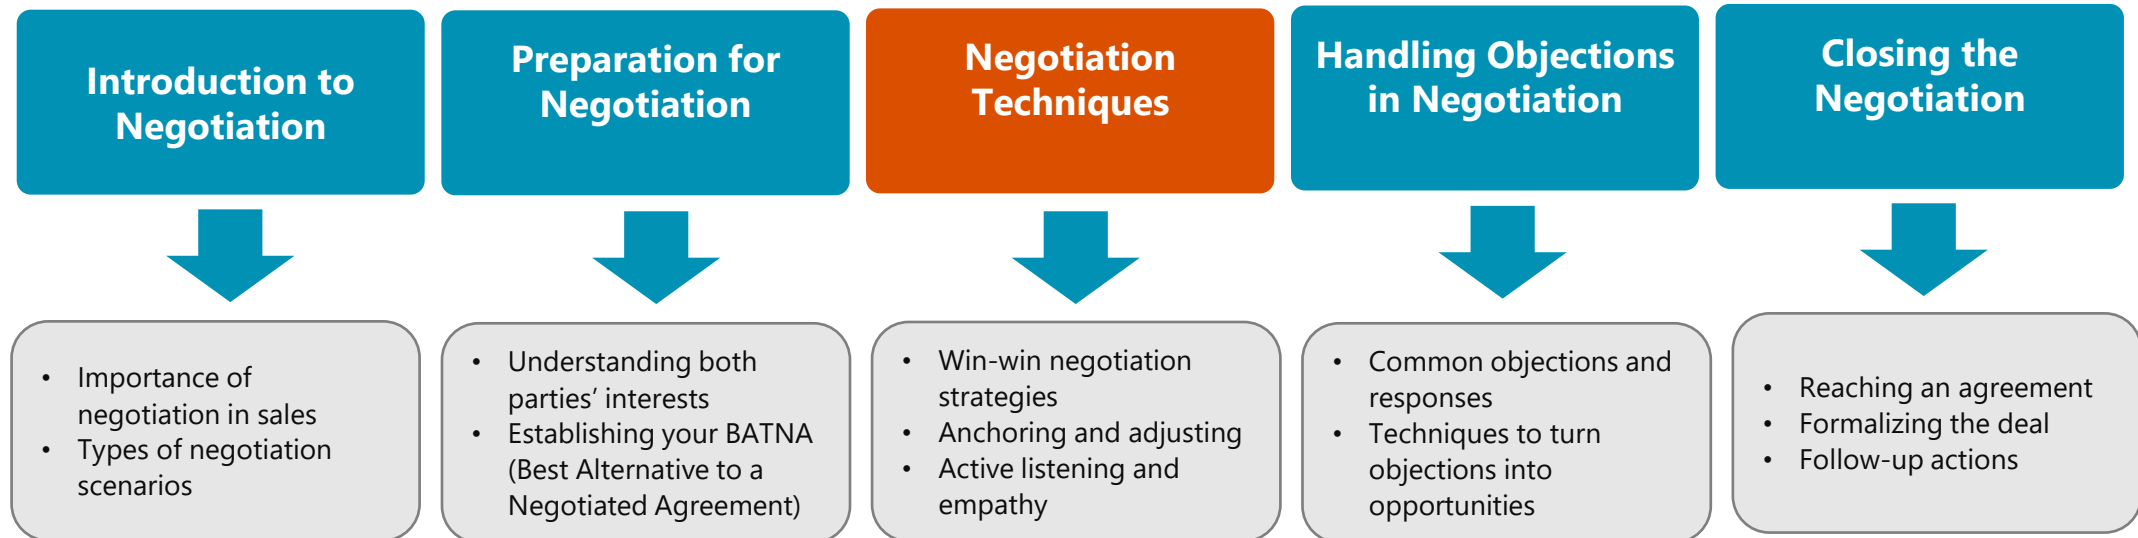 Introduction to
Negotiation
Preparation for
Negotiation
Negotiation
Techniques
Handling Objections
in Negotiation
Closing the
Negotiation
• Importance of
negotiation in sales
• Types of negotiation
scenarios
• Understanding both
parties’ interests
• Establishing your BATNA
(Best Alternative to a
Negotiated Agreement)
• Win-win negotiation
strategies
• Anchoring and adjusting
• Active listening and
empathy
• Common objections and
responses
• Techniques to turn
objections into
opportunities
• Reaching an agreement
• Formalizing the deal
• Follow-up actions